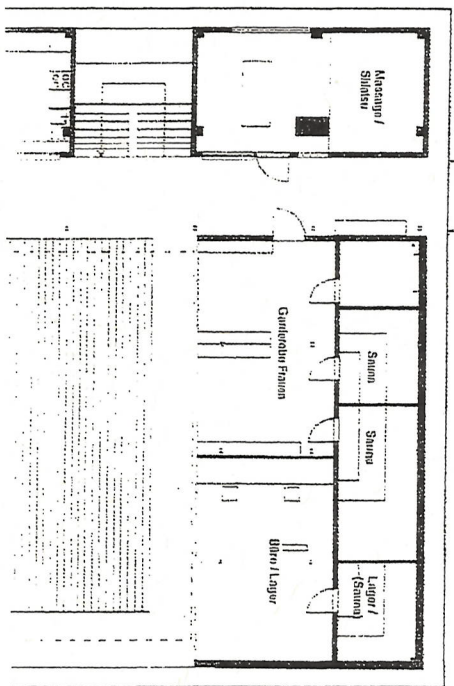 Massage /
Shiatsu
Garderobe Frauen
Sauna
Sauna
Büro / Lager
Lager /
(Sauna)